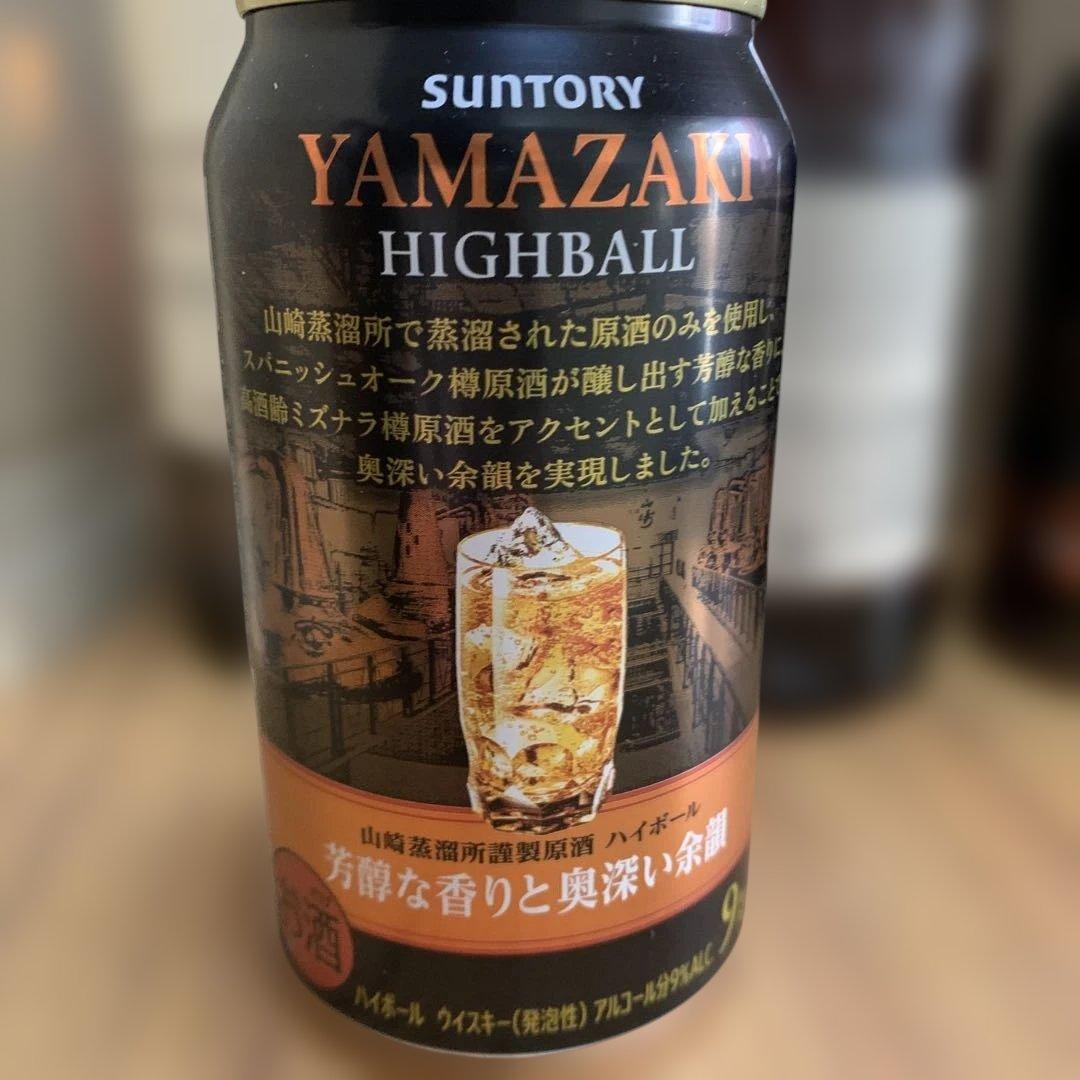 SUNTORY
YAMAZAKI
HIGHBALL
山崎蒸溜所で蒸溜された原酒のみを使用し、
スパニッシュオーク樽原酒が醸し出す芳醇な香りに
高酒齢ミズナラ樽原酒をアクセントとして加えることで
奥深い余韻を実現しました。
山崎
山崎蒸溜所謹製原酒 ハイボール
芳醇な香りと奥深い余韻
お酒
9%
ハイボール ウイスキー(発泡性) アルコール分9%ALC.